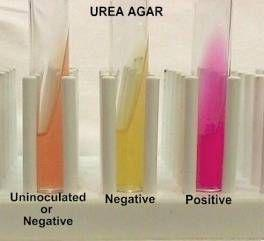 UREA AGAR
Uninoculated
or
Negative
Negative
Positive